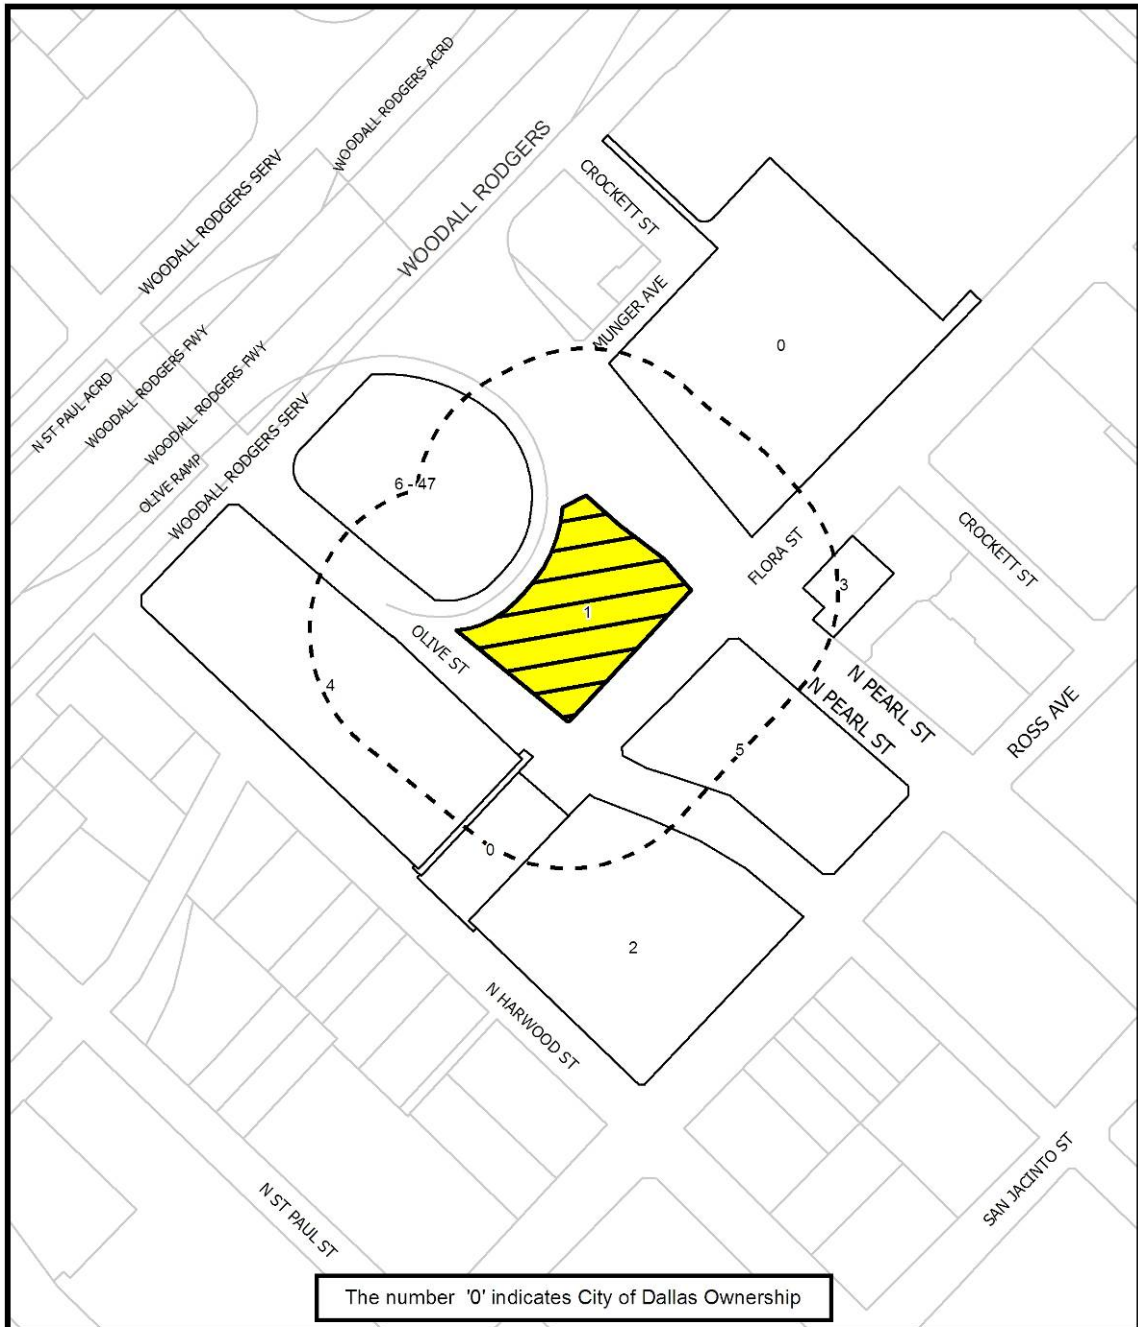 WOODALL RODGERS ACRD
WOODALL RODGERS SERV
WOODALL RODGERS
CROCKETT ST
MUNGER AVE
0
N ST PAUL ACRD
WOODALL RODGERS FWY
WOODALL RODGERS FWY
OLIVE RAMP
WOODALL RODGERS SERV
6 - 47
FLORA ST
CROCKETT ST
3
1
OLIVE ST
4
N PEARL ST
N PEARL ST
ROSS AVE
5
0
2
N HARWOOD ST
N ST PAUL ST
SAN JACINTO ST
The number '0' indicates City of Dallas Ownership